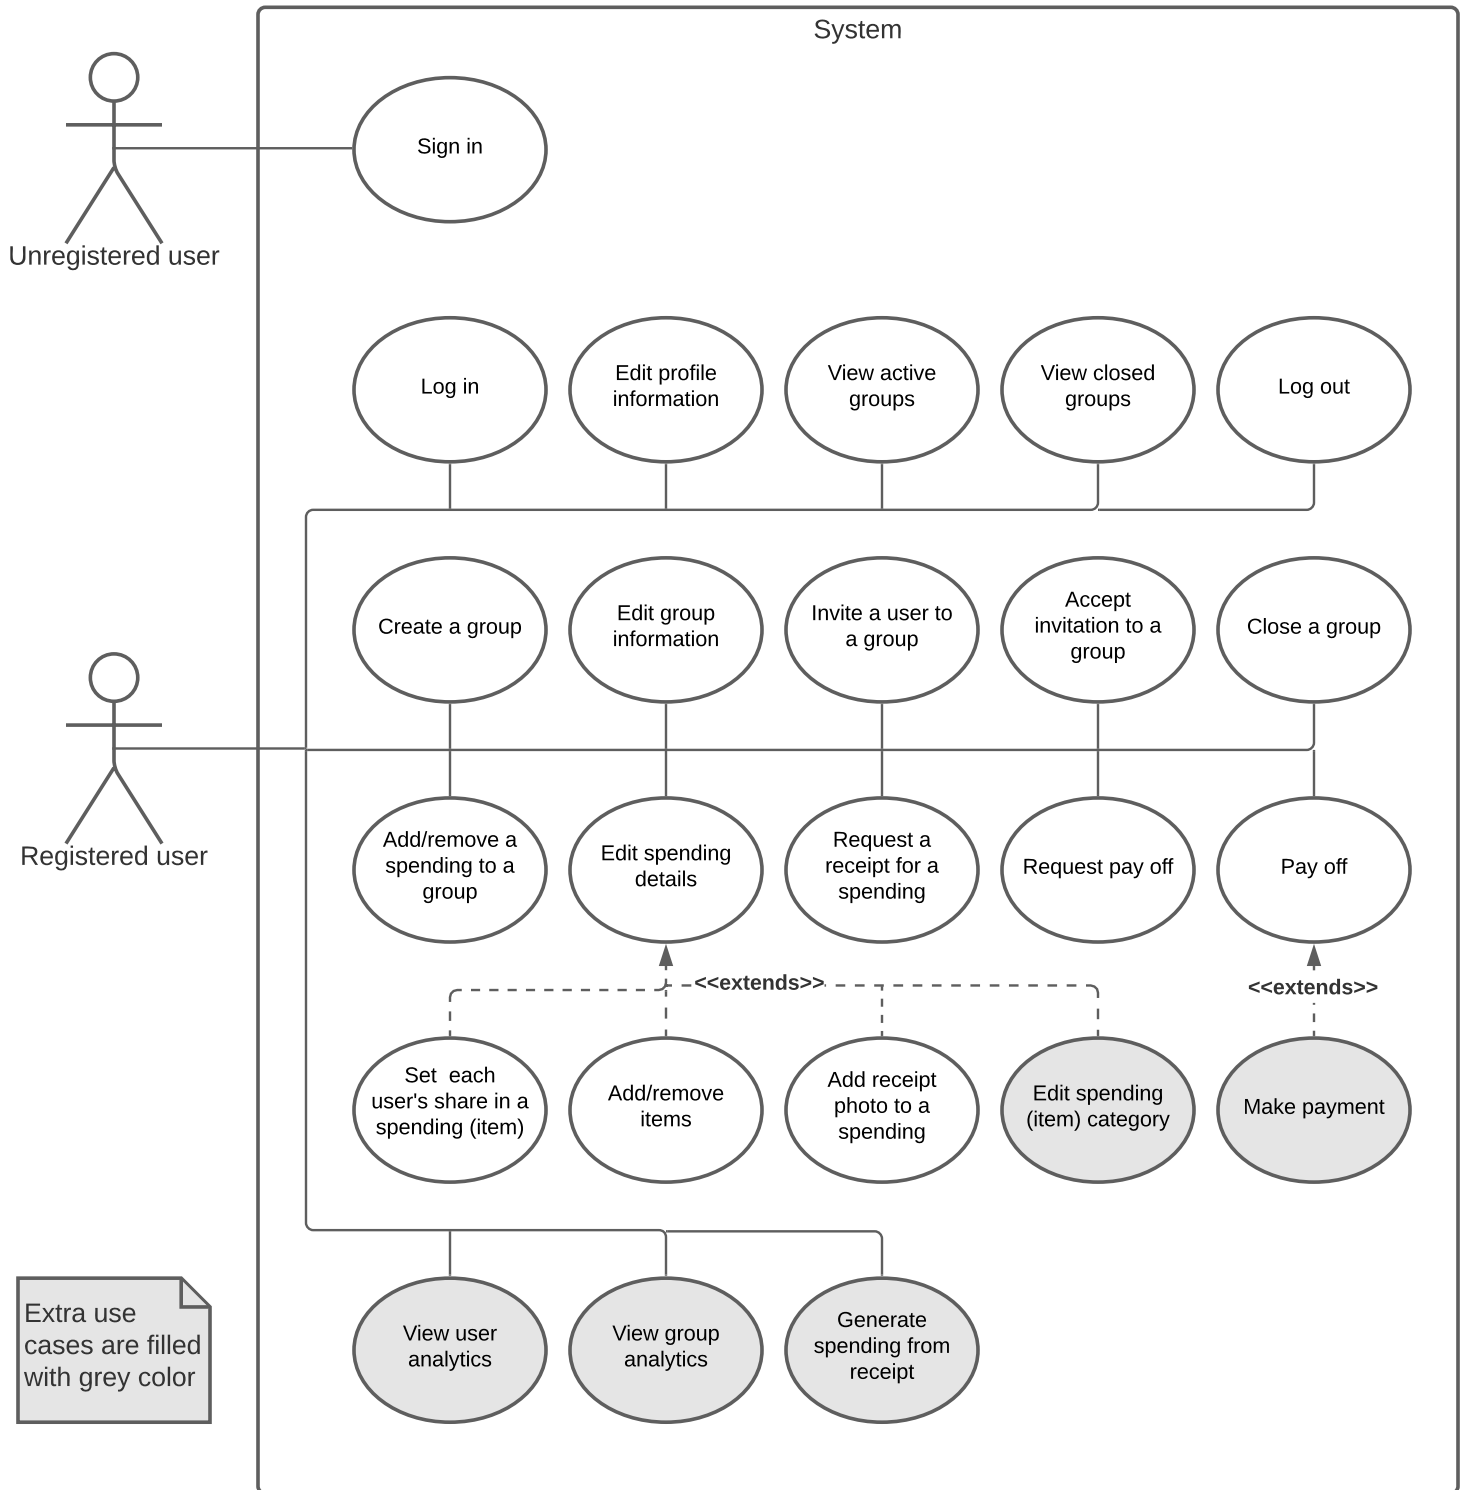 System
Sign in
Unregistered user
Log in
Edit profile
information
View active
groups
View closed
groups
Log out
Create a group
Edit group
information
Invite a user to
a group
Accept
invitation to a
group
Close a group
Registered user
Add/remove a
spending to a
group
Edit spending
details
Request a
receipt for a
spending
Request pay off
Pay off
<<extends>>
<<extends>>
Set each
user's share in a
spending (item)
Add/remove
items
Add receipt
photo to a
spending
Edit spending
(item) category
Make payment
Extra use
cases are filled
with grey color
View user
analytics
View group
analytics
Generate
spending from
receipt